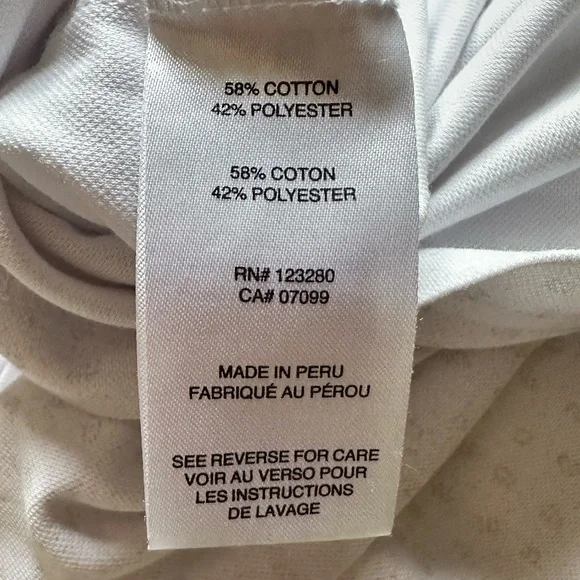 58% COTTON
42% POLYESTER
58% COTON
42% POLYESTER
RN# 123280
CA# 07099
MADE IN PERU
FABRIQUÉ AU PÉROU
SEE REVERSE FOR CARE
VOIR AU VERSO POUR
LES INSTRUCTIONS
DE LAVAGE